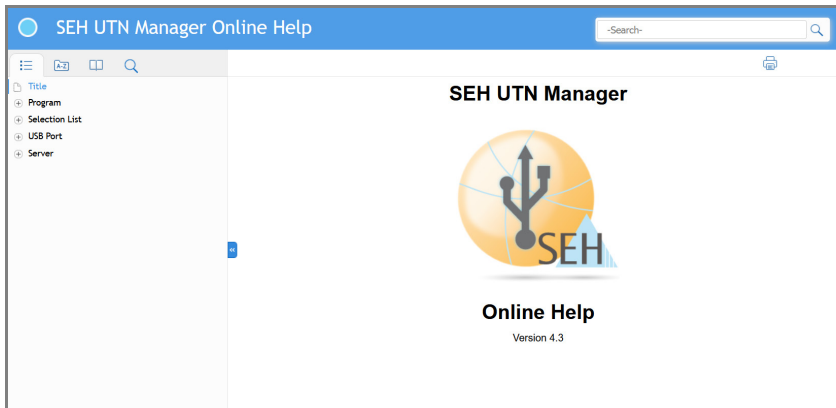 SEH UTN Manager Online Help
-Search-
A-Z
Title
Program
Selection List
USB Port
Server
SEH UTN Manager
SEH
Online Help
Version 4.3